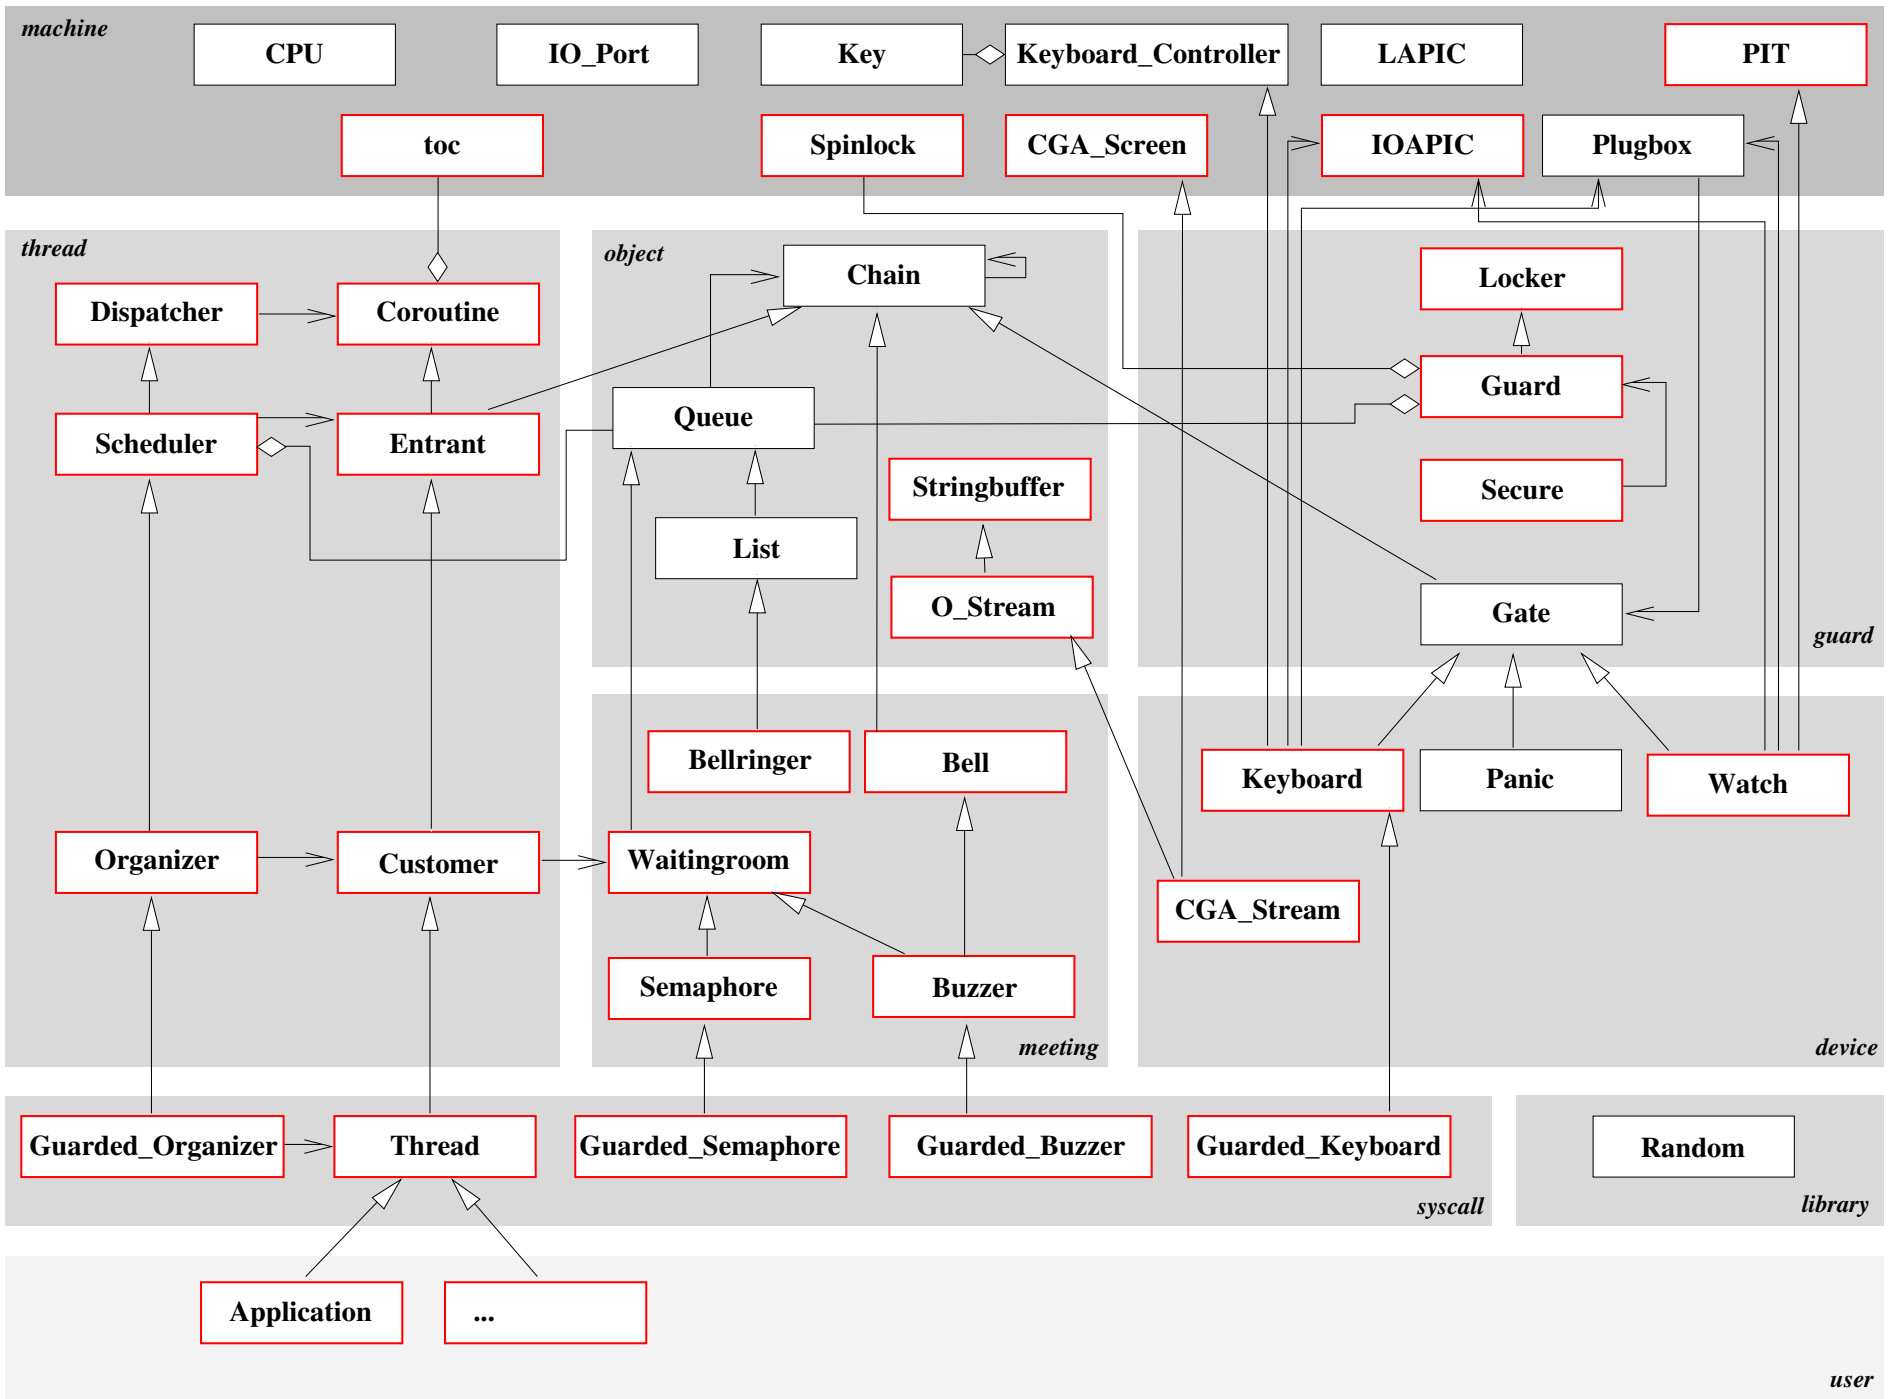 machine
CPU
IO_Port
Key
Keyboard_Controller
LAPIC
PIT
toc
Spinlock
CGA_Screen
IOAPIC
Plugbox
thread
Dispatcher
Coroutine
Scheduler
Entrant
Organizer
Customer
object
Chain
Queue
Stringbuffer
List
O_Stream
Locker
Guard
Secure
Gate
guard
Bellringer
Bell
Waitingroom
Semaphore
Buzzer
meeting
Keyboard
Panic
Watch
CGA_Stream
device
Guarded_Organizer
Thread
Guarded_Semaphore
Guarded_Buzzer
Guarded_Keyboard
syscall
Random
library
Application
...
user